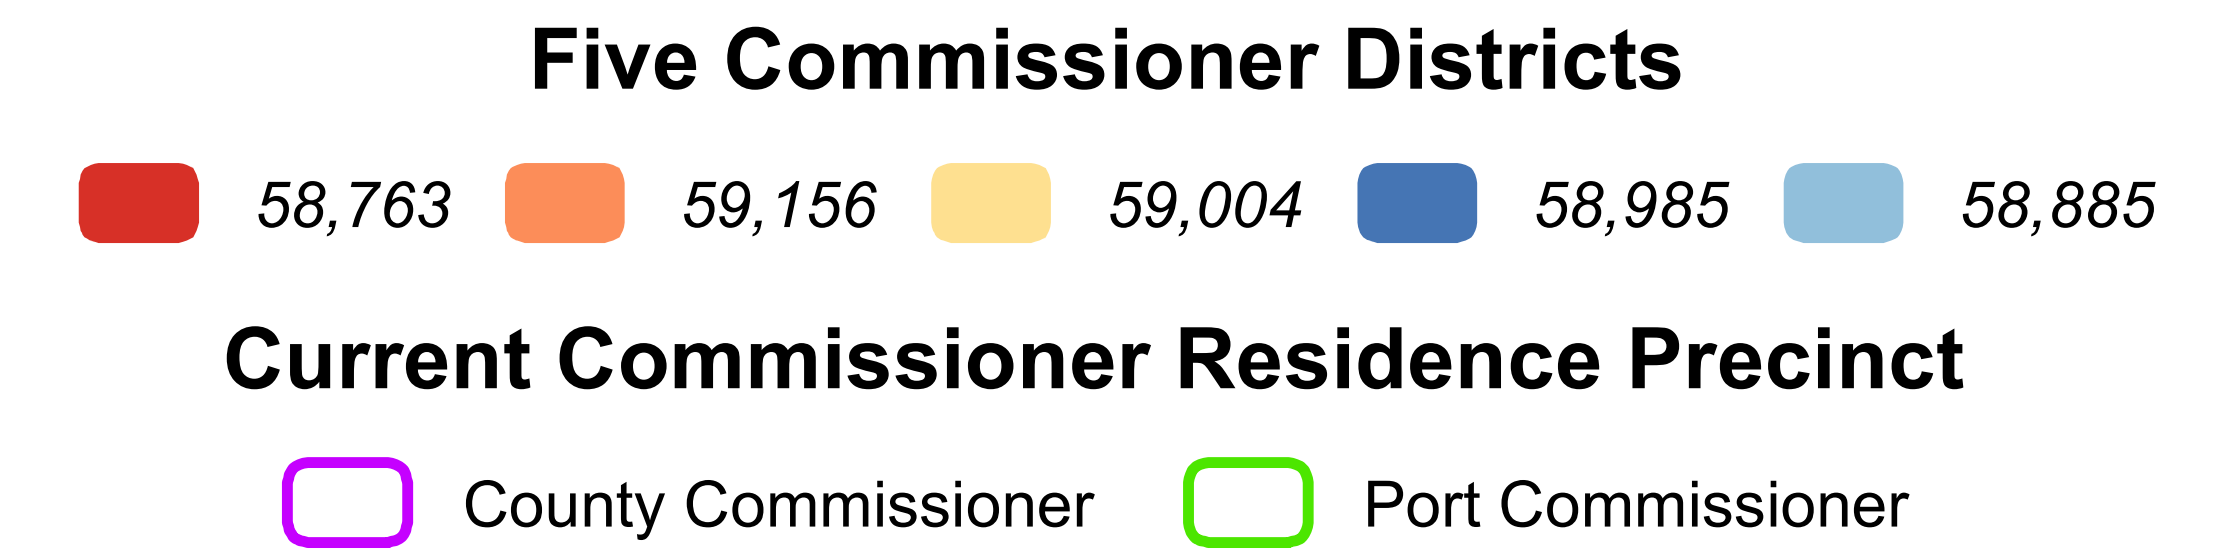 Five Commissioner Districts
58,763 59,156 59,004 58,985 58,885
Current Commissioner Residence Precinct
County Commissioner Port Commissioner